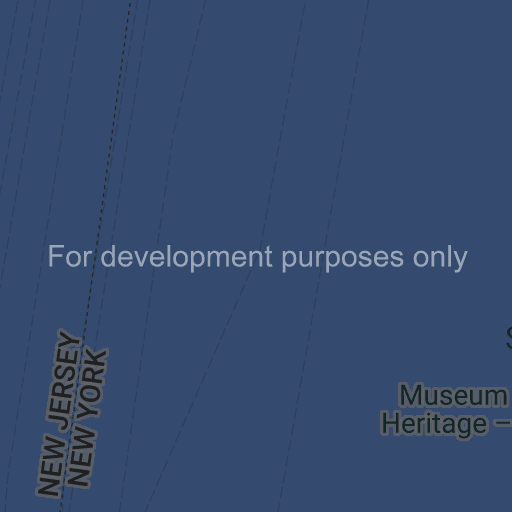 For development purposes only
NEW JERSEY
NEW YORK
S
Museum
Heritage –